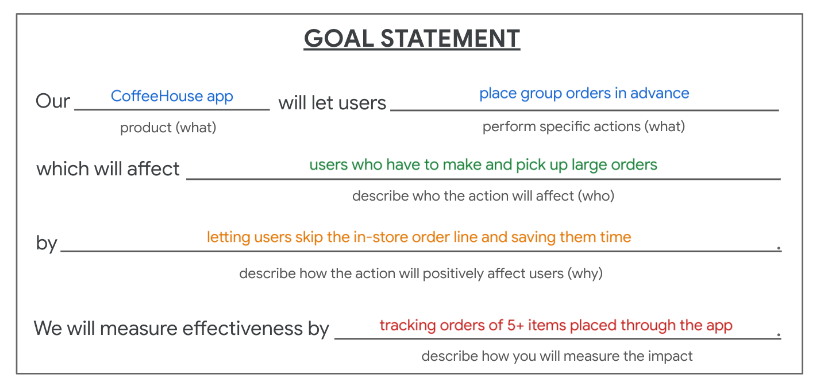 GOAL STATEMENT
Our CoffeeHouse app will let users place group orders in advance
product (what) perform specific actions (what)
which will affect users who have to make and pick up large orders
describe who the action will affect (who)
by letting users skip the in-store order line and saving them time.
describe how the action will positively affect users (why)
We will measure effectiveness by tracking orders of 5+ items placed through the app.
describe how you will measure the impact